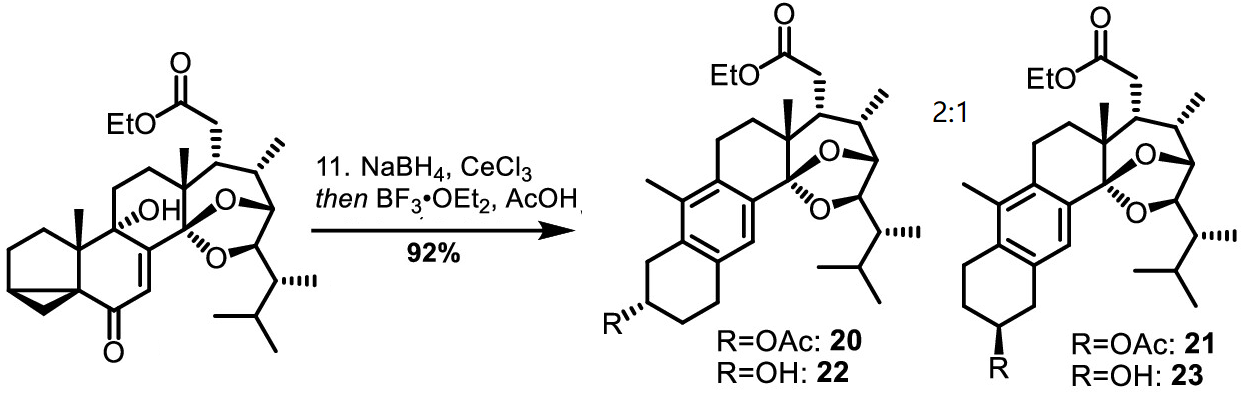 O
EtO
OH
O
O
O
11. NaBH4, CeCl3
then BF3•OEt2, AcOH
92%
O
EtO
O
O
R
R=OAc: 20
R=OH: 22
2:1
O
EtO
O
O
R
R=OAc: 21
R=OH: 23